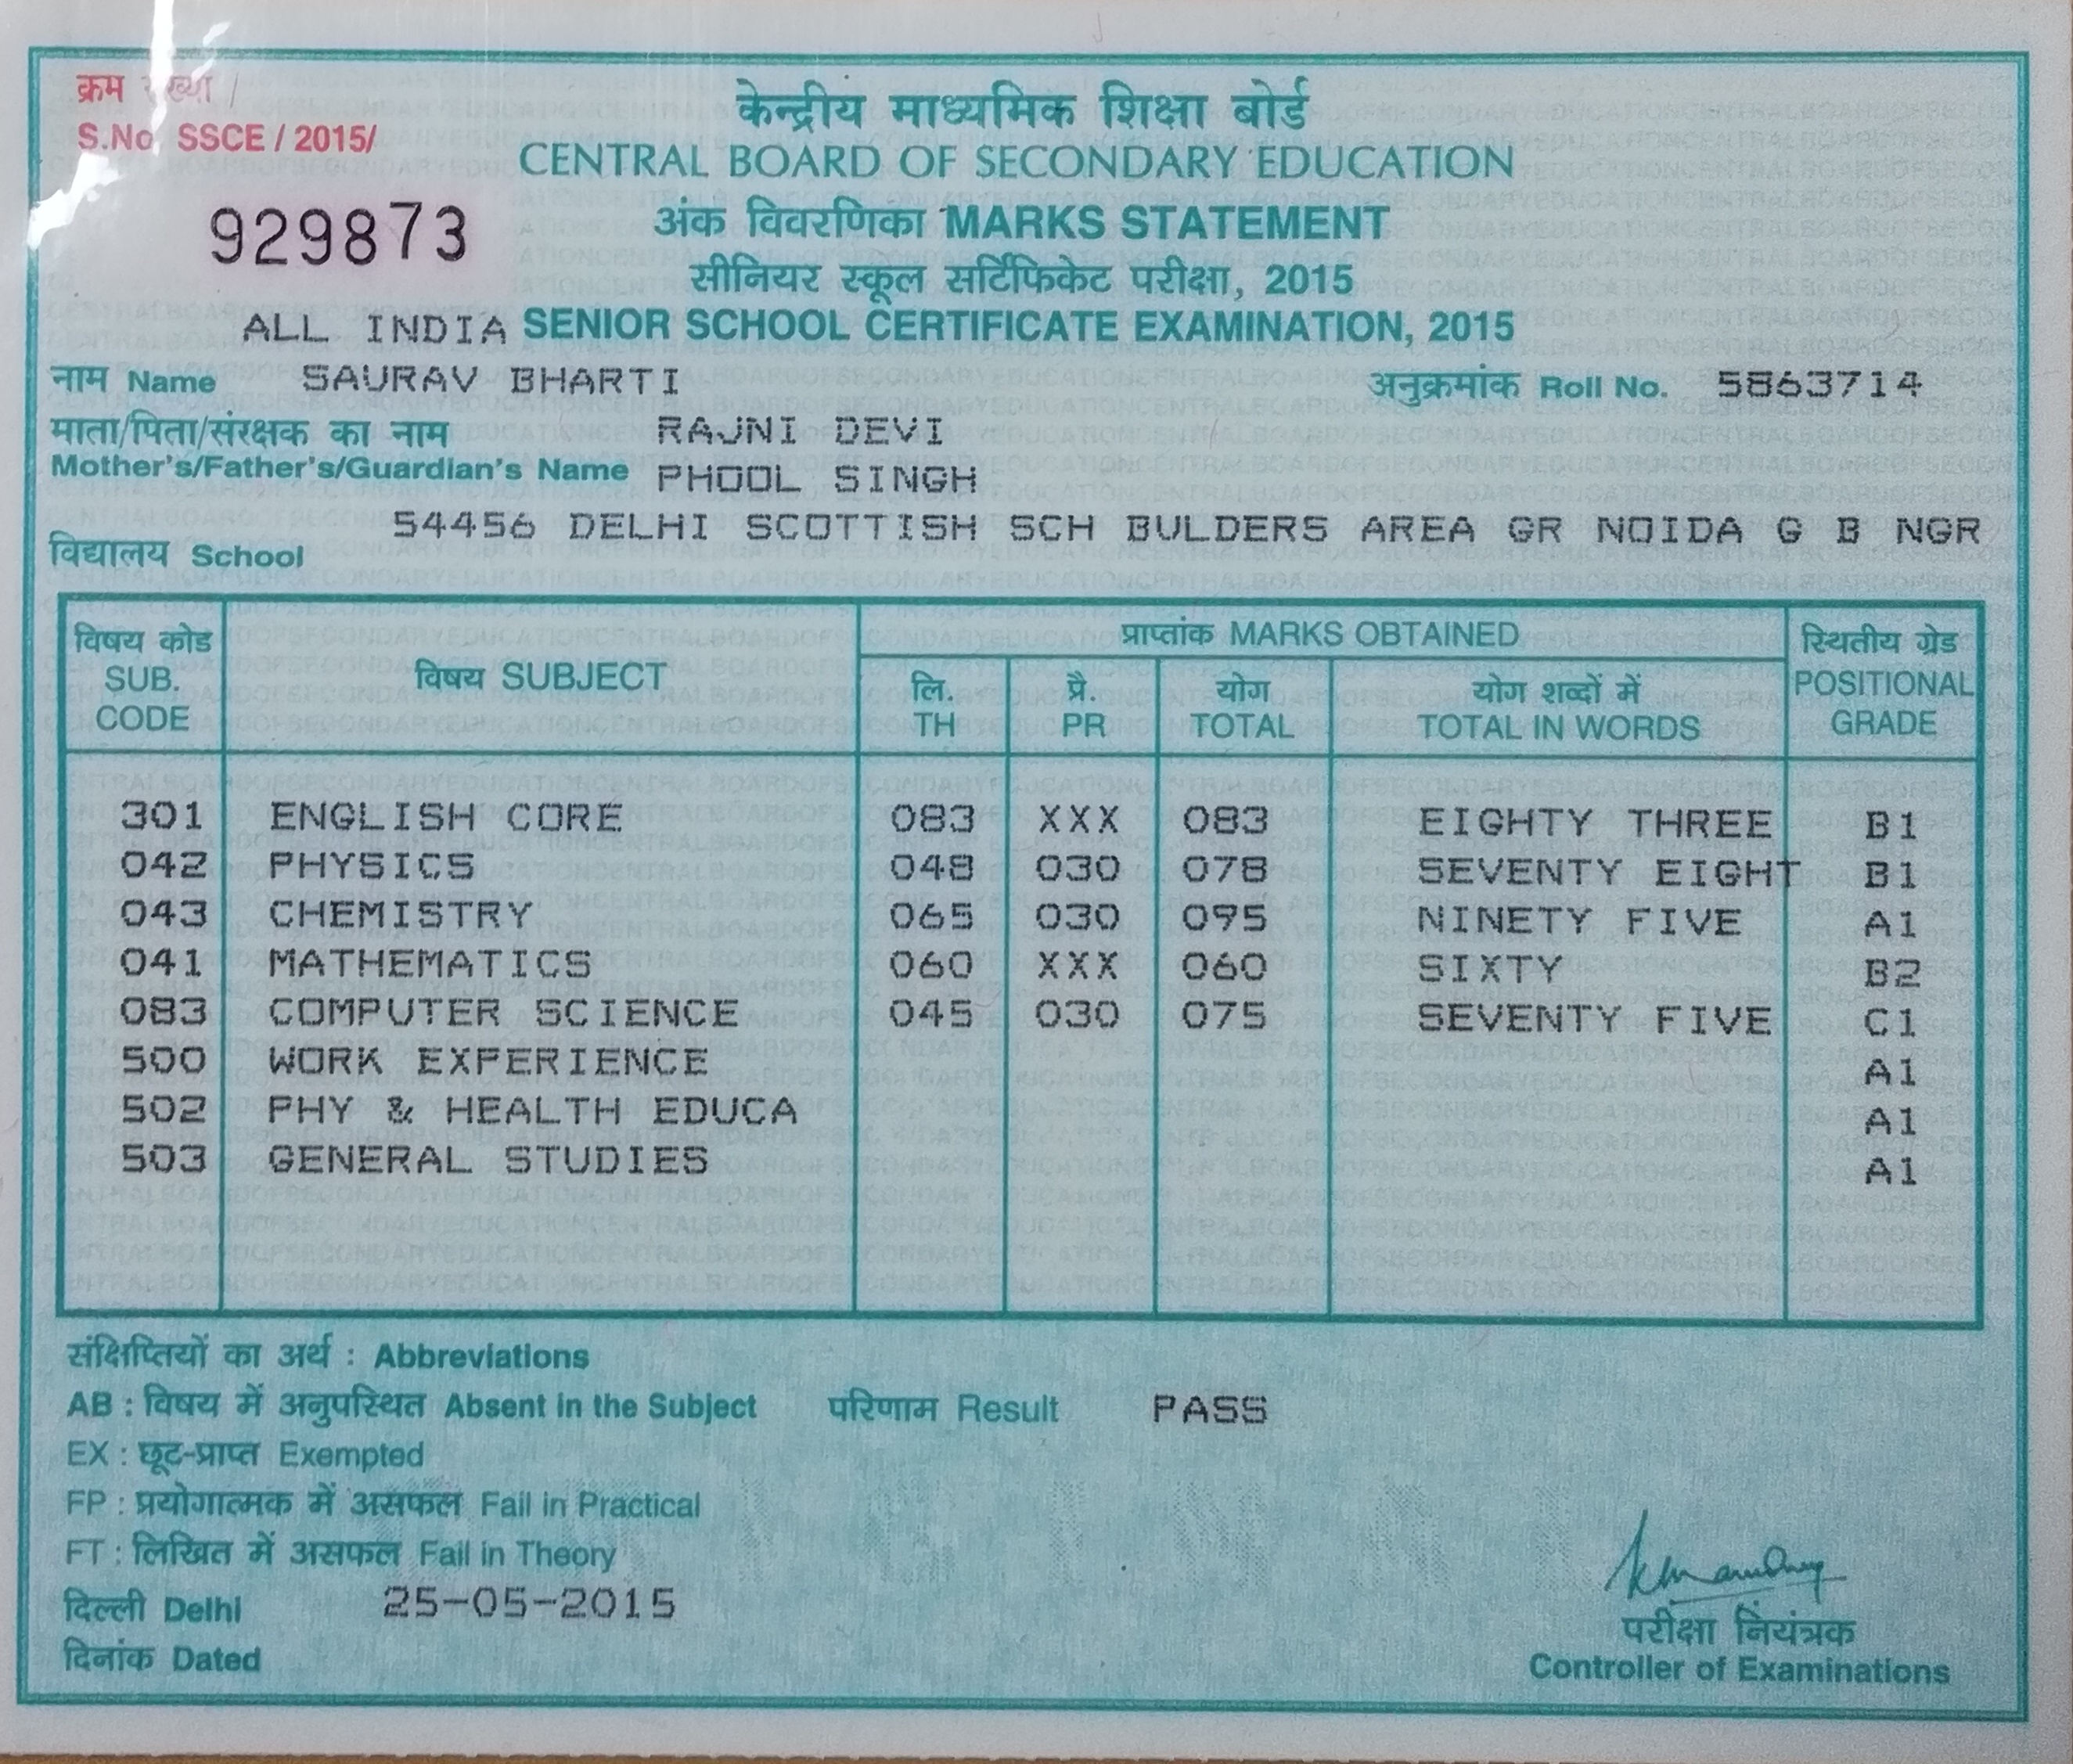 क्रम संख्या /
S.No. SSCE / 2015/
929873
केन्द्रीय माध्यमिक शिक्षा बोर्ड
CENTRAL BOARD OF SECONDARY EDUCATION
अंक विवरणिका MARKS STATEMENT
सीनियर स्कूल सर्टिफिकेट परीक्षा, 2015
ALL INDIA SENIOR SCHOOL CERTIFICATE EXAMINATION, 2015
नाम Name SAURAV BHARTI अनुक्रमांक Roll No. 5863714
माता/पिता/संरक्षक का नाम RAJNI DEVI
Mother's/Father's/Guardian's Name PHOOL SINGH
54456 DELHI SCOTTISH SCH BULDERS AREA GR NOIDA G B NGR
विद्यालय School
विषय कोड SUB. CODE विषय SUBJECT प्राप्तांक MARKS OBTAINED स्थितीय ग्रेड POSITIONAL GRADE
लि. TH प्रै. PR योग TOTAL योग शब्दों में TOTAL IN WORDS
301 ENGLISH CORE 083 XXX 083 EIGHTY THREE B1
042 PHYSICS 048 030 078 SEVENTY EIGHT B1
043 CHEMISTRY 065 030 095 NINETY FIVE A1
041 MATHEMATICS 060 XXX 060 SIXTY B2
083 COMPUTER SCIENCE 045 030 075 SEVENTY FIVE C1
500 WORK EXPERIENCE A1
502 PHY & HEALTH EDUCA A1
503 GENERAL STUDIES A1
संक्षिप्तियों का अर्थ : Abbreviations
AB : विषय में अनुपस्थित Absent in the Subject परिणाम Result PASS
EX : छूट-प्राप्त Exempted
FP : प्रयोगात्मक में असफल Fail in Practical
FT : लिखित में असफल Fail in Theory
दिल्ली Delhi 25-05-2015
दिनांक Dated
परीक्षा नियंत्रक
Controller of Examinations